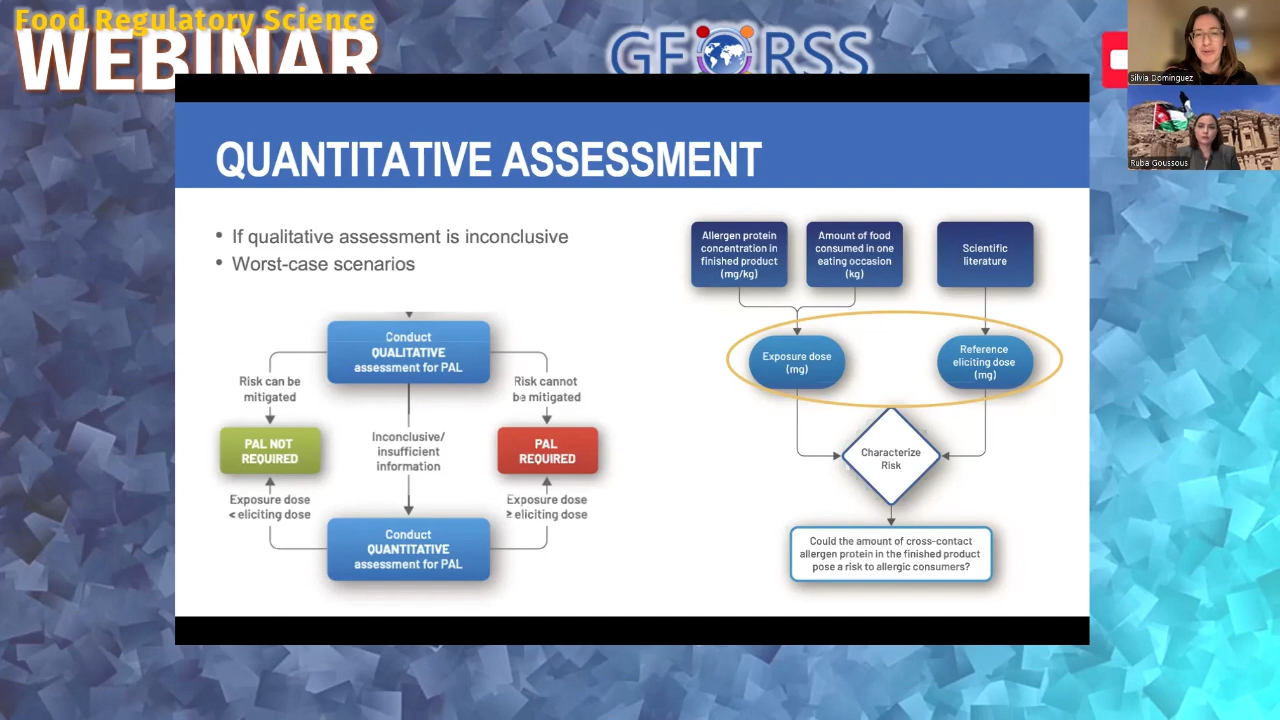 Food Regulatory Science
WEBINAR
GFORSS
Silvia Dominguez
Ruba Goussous
QUANTITATIVE ASSESSMENT
• If qualitative assessment is inconclusive
• Worst-case scenarios
Conduct
QUALITATIVE
assessment for PAL
Risk can be
mitigated
Risk cannot
be mitigated
PAL NOT
REQUIRED
Inconclusive/
insufficient
information
PAL
REQUIRED
Exposure dose
< eliciting dose
Exposure dose
≥ eliciting dose
Conduct
QUANTITATIVE
assessment for PAL
Allergen protein
concentration in
finished product
(mg/kg)
Amount of food
consumed in one
eating occasion
(kg)
Scientific
literature
Exposure dose
(mg)
Reference
eliciting dose
(mg)
Characterize
Risk
Could the amount of cross-contact
allergen protein in the finished product
pose a risk to allergic consumers?